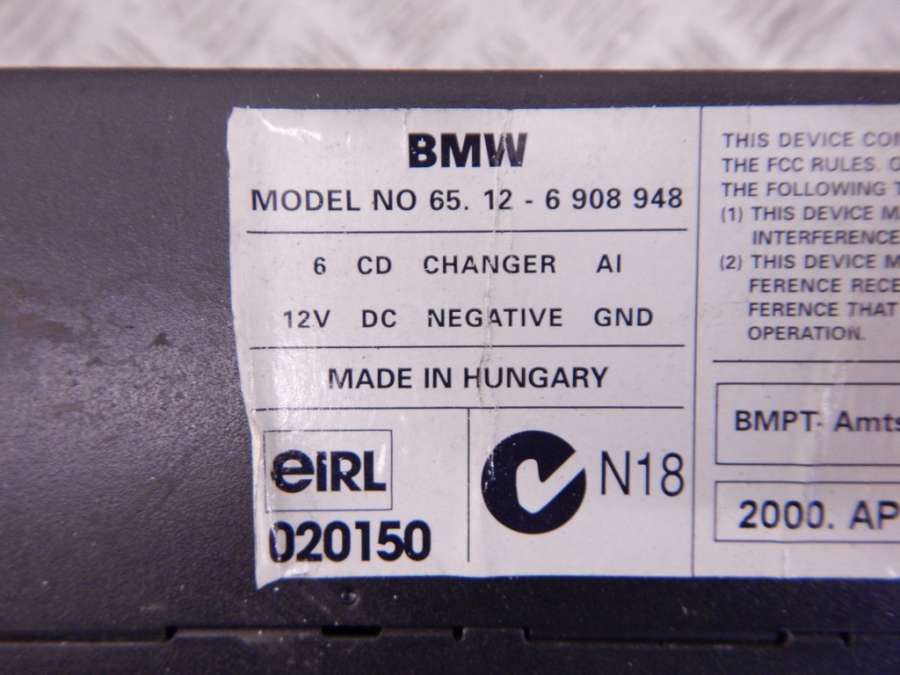 BMW
MODEL NO 65. 12 - 6 908 948
6 CD CHANGER AI
12V DC NEGATIVE GND
MADE IN HUNGARY
eIRL
020150
N18
THIS DEVICE
THE FCC RULES.
THE FOLLOWING
(1) THIS DEVICE
INTERFERENCE
(2) THIS DEVICE
FERENCE
FERENCE THAT
OPERATION.
BMPT- Amts
2000. AP